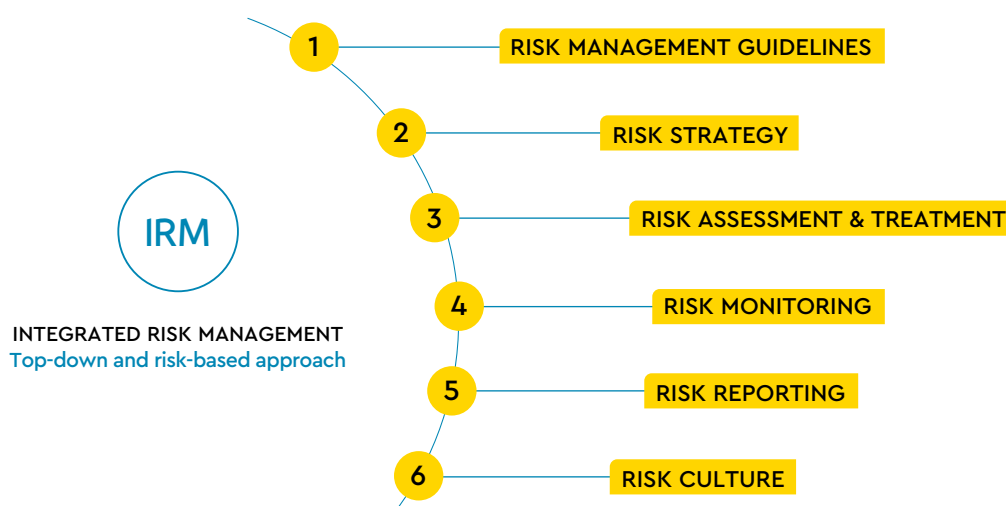 1
RISK MANAGEMENT GUIDELINES
2
RISK STRATEGY
3
RISK ASSESSMENT & TREATMENT
IRM
4
RISK MONITORING
INTEGRATED RISK MANAGEMENT
Top-down and risk-based approach
5
RISK REPORTING
6
RISK CULTURE